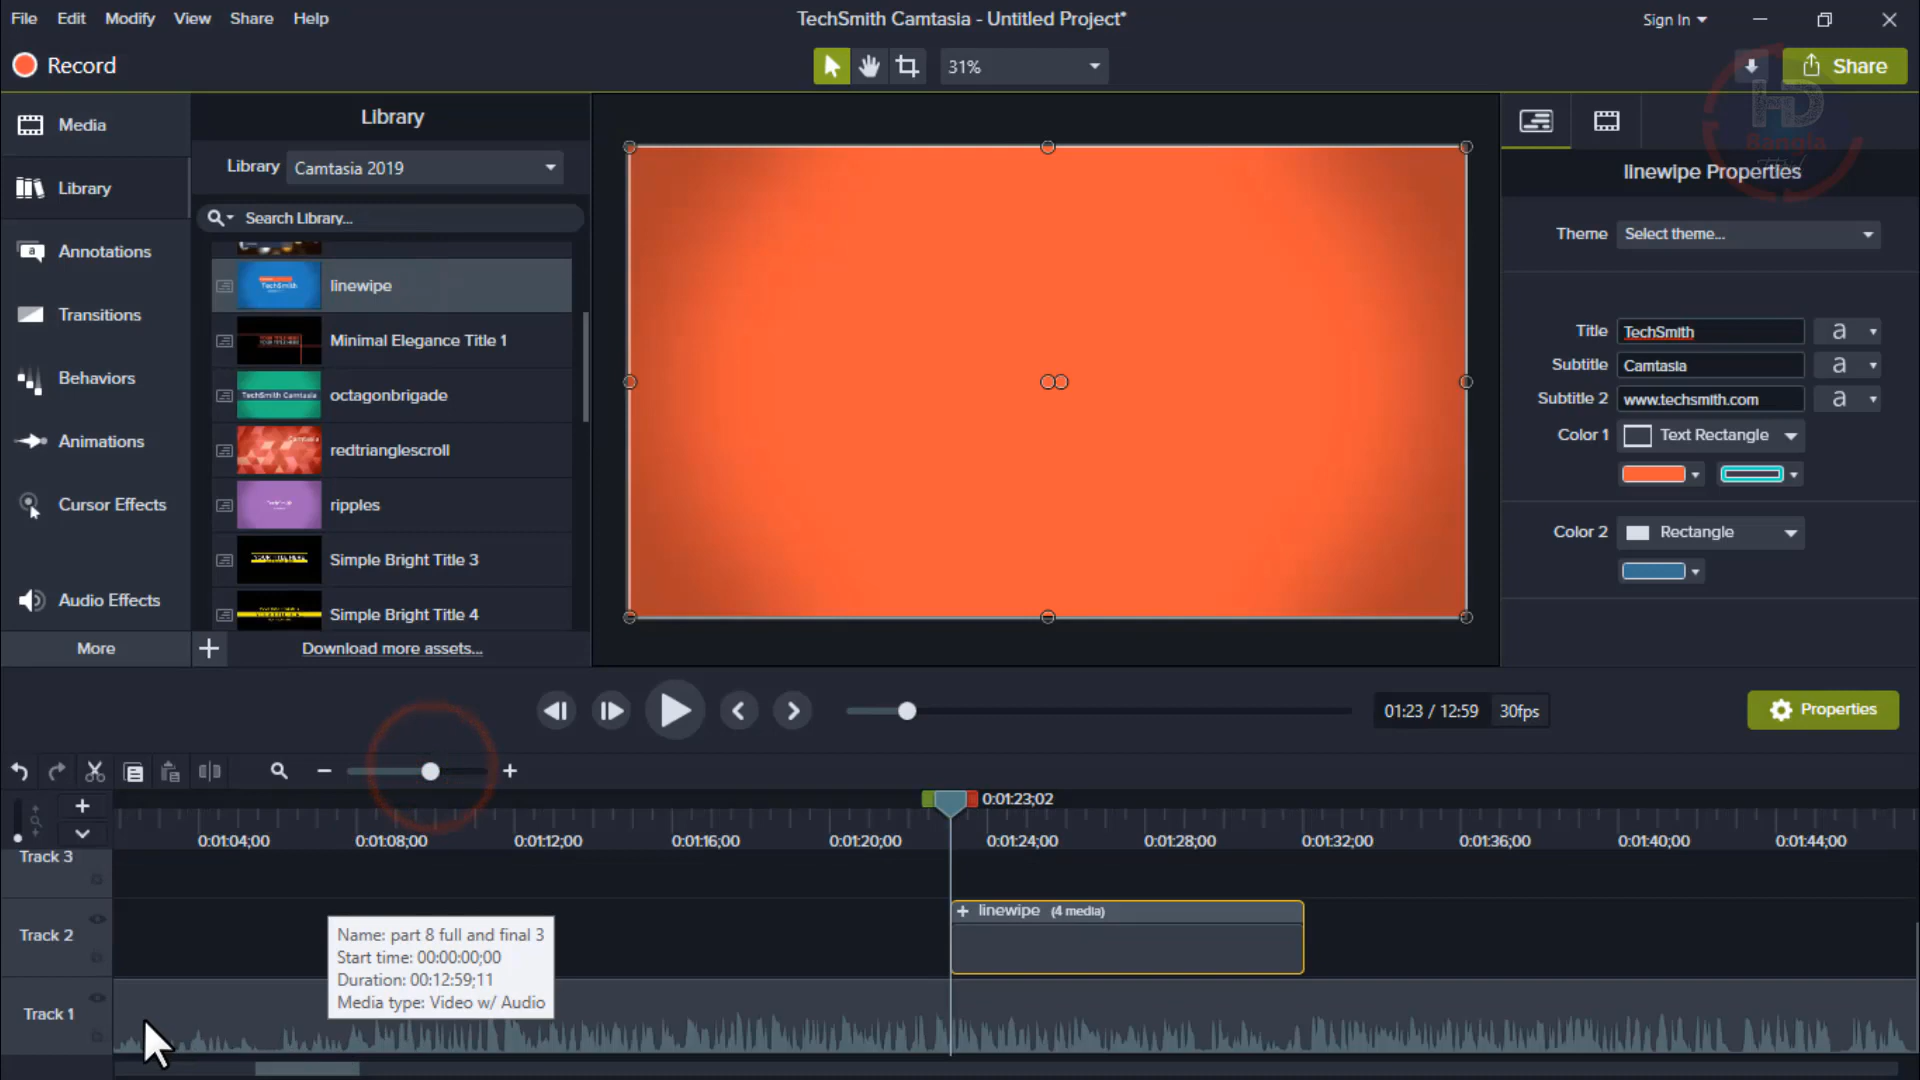 File Edit Modify View Share Help
TechSmith Camtasia - Untitled Project*
Sign In
Record
31%
Share
HD
Bangla
Media
Library
Annotations
Transitions
Behaviors
Animations
Cursor Effects
Audio Effects
More
Library
Library Camtasia 2019
Search Library...
linewipe
Minimal Elegance Title 1
octagonbrigade
redtrianglescroll
ripples
Simple Bright Title 3
Simple Bright Title 4
Download more assets...
linewipe Properties
Theme Select theme...
Title TechSmith a
Subtitle Camtasia a
Subtitle 2 www.techsmith.com a
Color 1 Text Rectangle
Color 2 Rectangle
01:23 / 12:59 30fps
Properties
0:01:23;02
0:01:04;00 0:01:08;00 0:01:12;00 0:01:16;00 0:01:20;00 0:01:24;00 0:01:28;00 0:01:32;00 0:01:36;00 0:01:40;00 0:01:44;00
Track 3
Track 2
linewipe (4 media)
Name: part 8 full and final 3
Start time: 00:00:00;00
Duration: 00:12:59;11
Media type: Video w/ Audio
Track 1